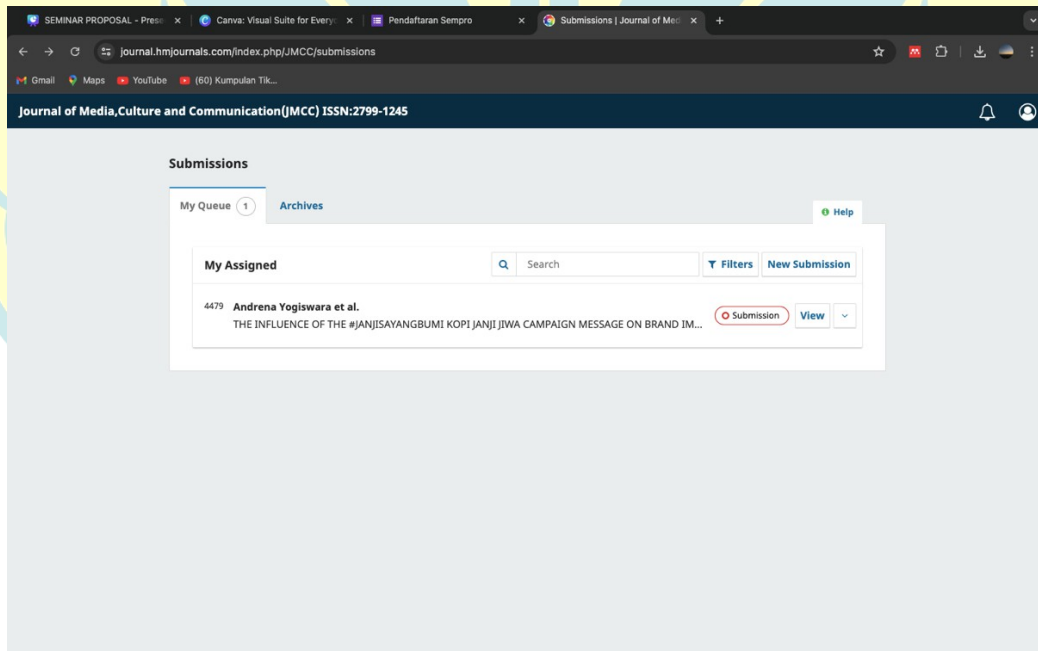 SEMINAR PROPOSAL - Prese
Canva: Visual Suite for Everyo
Pendaftaran Sempro
Submissions | Journal of Med
journal.hmjournals.com/index.php/JMCC/submissions
Gmail
Maps
YouTube
(60) Kumpulan Tik...
Journal of Media,Culture and Communication(JMCC) ISSN:2799-1245
Submissions
My Queue 1
Archives
Help
My Assigned
Search
Filters
New Submission
4479 Andrena Yogiswara et al.
THE INFLUENCE OF THE #JANJISAYANGBUMI KOPI JANJI JIWA CAMPAIGN MESSAGE ON BRAND IM...
Submission
View